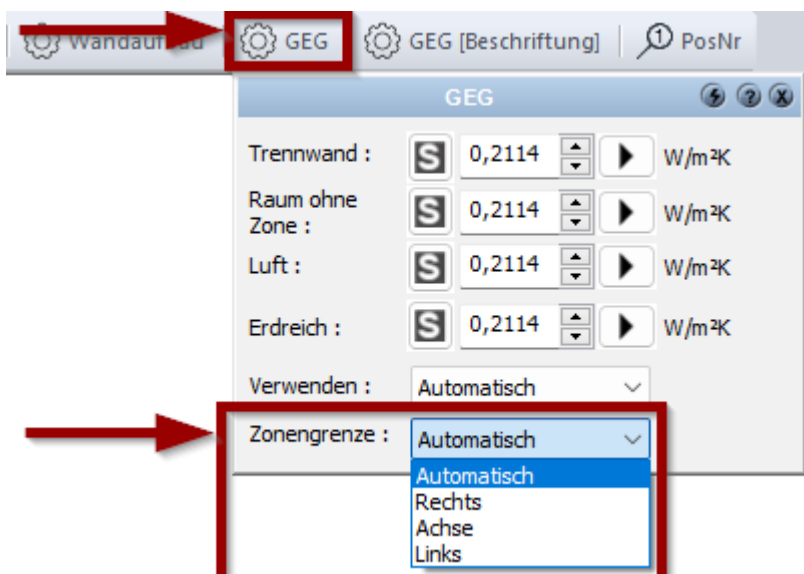 Wandaufbau GEG GEG [Beschriftung] PosNr
GEG
Trennwand : S 0,2114 W/m²K
Raum ohne
Zone : S 0,2114 W/m²K
Luft : S 0,2114 W/m²K
Erdreich : S 0,2114 W/m²K
Verwenden : Automatisch
Zonengrenze : Automatisch
Automatisch
Rechts
Achse
Links